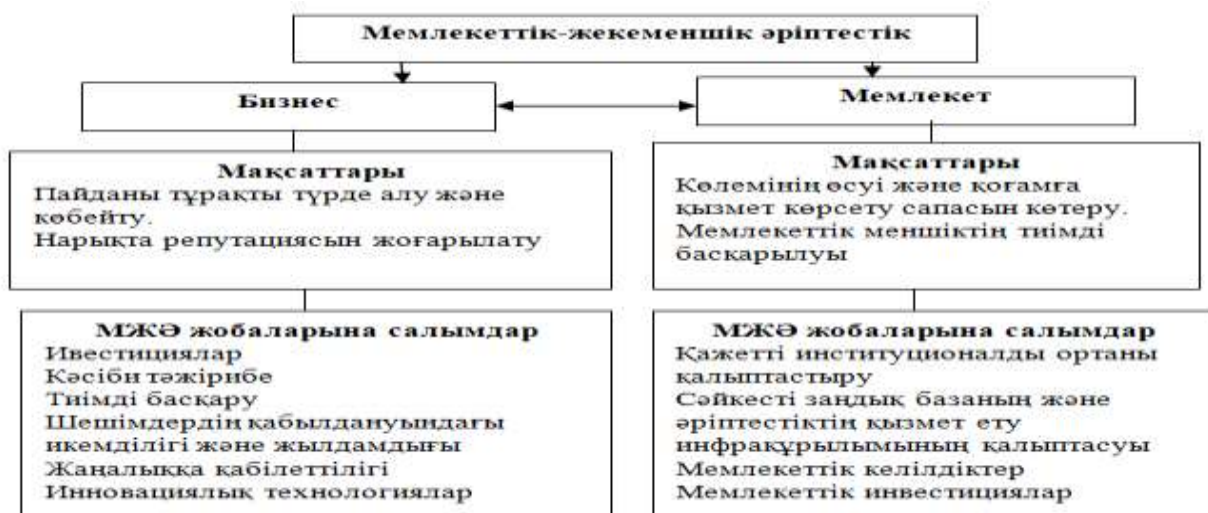 Мемлекеттік-жекеменшік әріптестік
Бизнес
Мемлекет
Мақсаттары
Пайданы тұрақты түрде алу және
көбейту.
Нарықта репутациясын жоғарылату
Мақсаттары
Көлемінің өсуі және қоғамға
қызмет көрсету сапасын көтеру.
Мемлекеттік меншіктің тиімді
басқарылуы
МЖӘ жобаларына салымдар
Ивестициялар
Кәсіби тәжірибе
Тиімді басқару
Шешімдердің қабылдануындағы
икемділігі және жылдамдығы
Жаңалыққа қабілеттілігі
Инновациялық технологиялар
МЖӘ жобаларына салымдар
Қажетті институционалды ортаны
қалыптастыру
Сәйкесті заңдық базаның және
әріптестіктің қызмет ету
инфрақұрылымының қалыптасуы
Мемлекеттік келілдіктер
Мемлекеттік инвестициялар